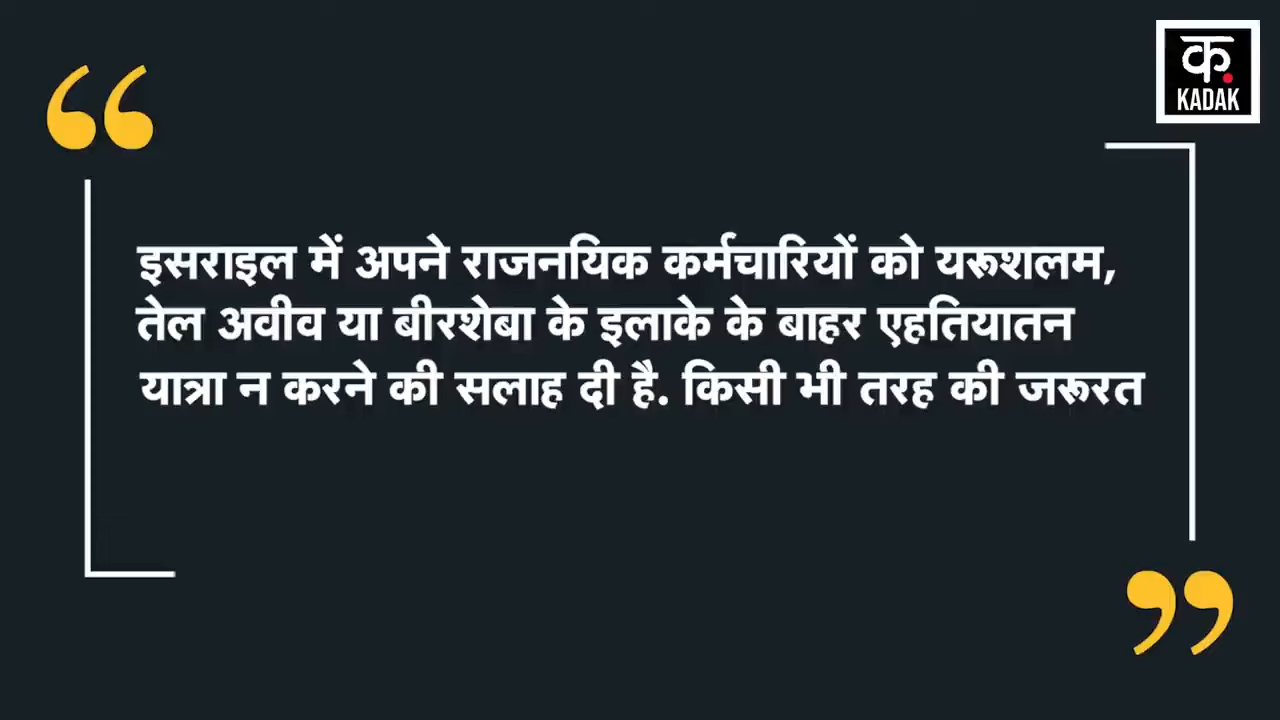 क.
KADAK
“
इसराइल में अपने राजनयिक कर्मचारियों को यरूशलम,
तेल अवीव या बीरशेबा के इलाके के बाहर एहतियातन
यात्रा न करने की सलाह दी है. किसी भी तरह की जरूरत
”